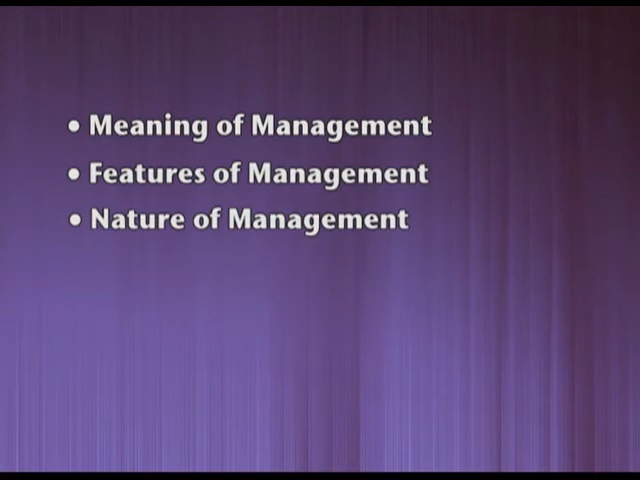 • Meaning of Management
• Features of Management
• Nature of Management